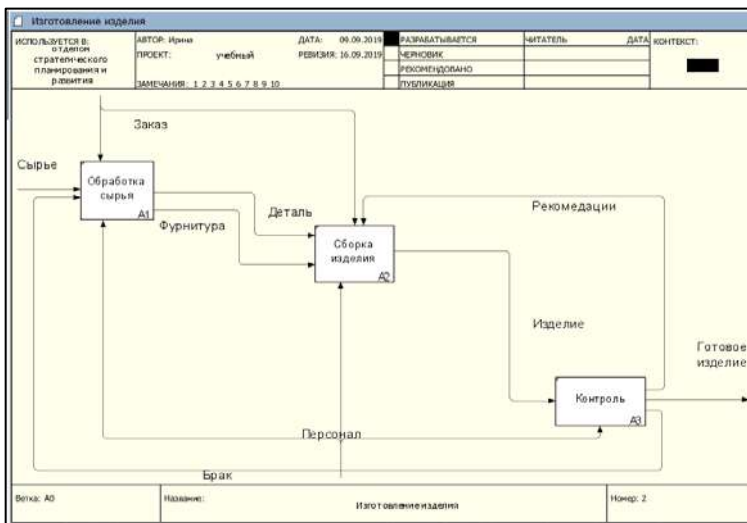 Изготовление изделия
ИСПОЛЬЗУЕТСЯ В:
отделом
стратегического
планирования и
развития
АВТОР: Ирина
ДАТА: 09.09.2019
ПРОЕКТ: учебный
РЕВИЗИЯ: 16.09.2019
ЗАМЕЧАНИЯ: 1 2 3 4 5 6 7 8 9 10
РАЗРАБАТЫВАЕТСЯ
ЧЕРНОВИК
РЕКОМЕНДОВАНО
ПУБЛИКАЦИЯ
ЧИТАТЕЛЬ
ДАТА
КОНТЕКСТ:
Заказ
Сырье
Обработка
сырья
A1
Деталь
Фурнитура
Рекомедации
Сборка
изделия
A2
Изделие
Готовое
изделие
Контроль
A3
Персонал
Брак
Ветка: A0
Название:
Изготовление изделия
Номер: 2